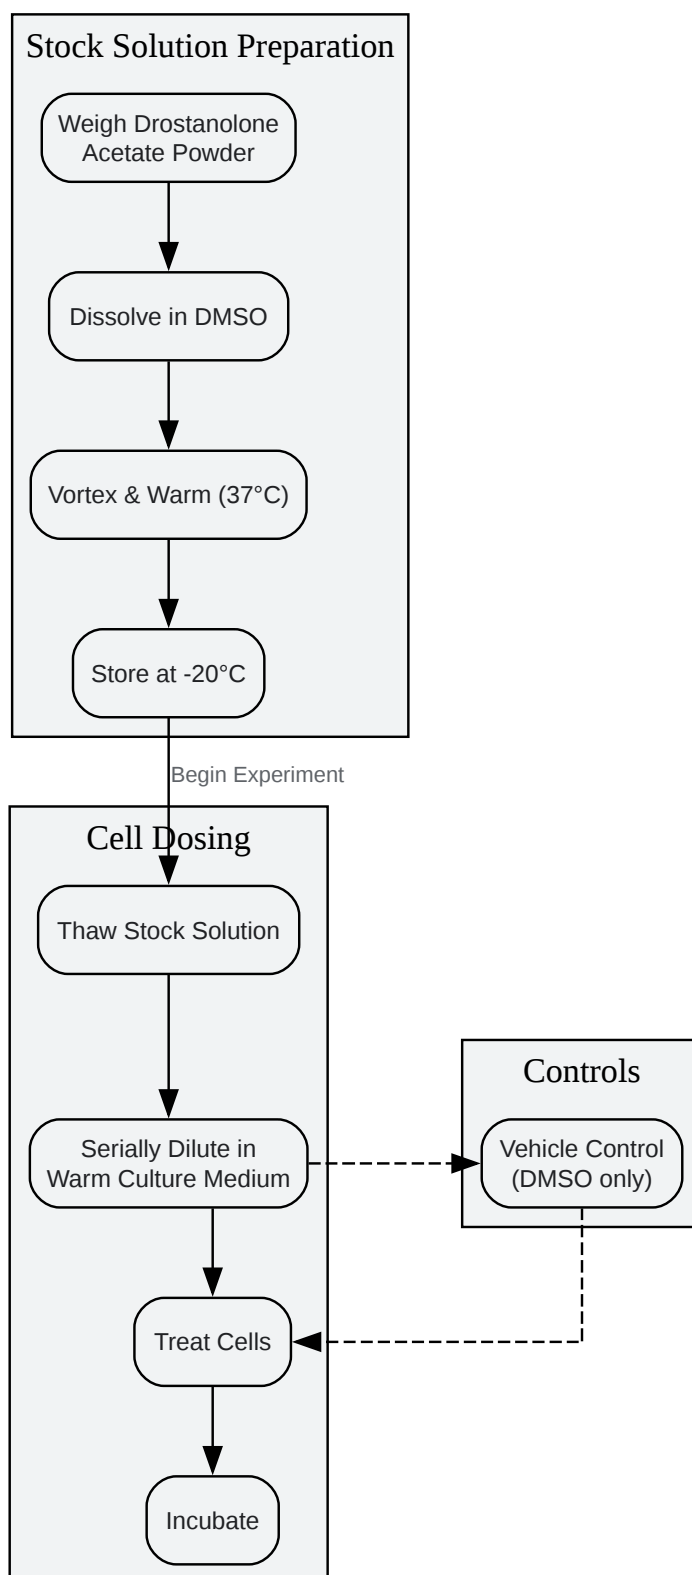 Stock Solution Preparation
Weigh Drostanolone
Acetate Powder
Dissolve in DMSO
Vortex & Warm (37°C)
Store at -20°C
Begin Experiment
Cell Dosing
Thaw Stock Solution
Serially Dilute in
Warm Culture Medium
Controls
Vehicle Control
(DMSO only)
Treat Cells
Incubate